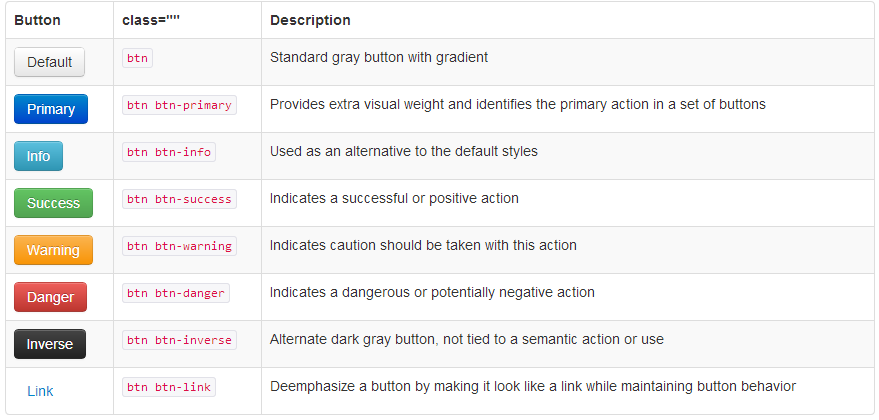 Button class="" Description
Default btn Standard gray button with gradient
Primary btn btn-primary Provides extra visual weight and identifies the primary action in a set of buttons
Info btn btn-info Used as an alternative to the default styles
Success btn btn-success Indicates a successful or positive action
Warning btn btn-warning Indicates caution should be taken with this action
Danger btn btn-danger Indicates a dangerous or potentially negative action
Inverse btn btn-inverse Alternate dark gray button, not tied to a semantic action or use
Link btn btn-link Deemphasize a button by making it look like a link while maintaining button behavior